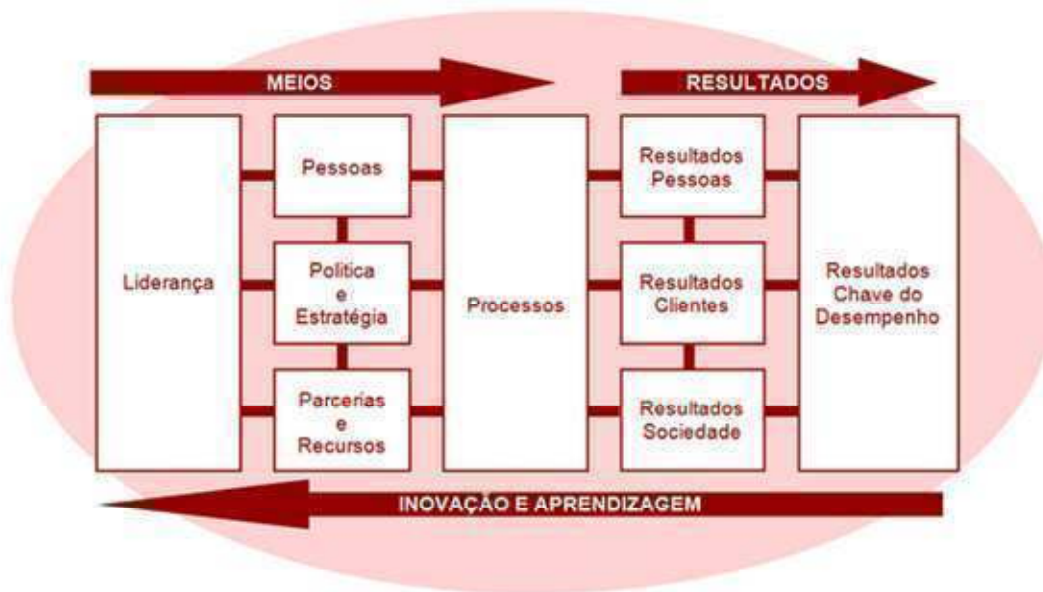 MEIOS
RESULTADOS
Liderança
Pessoas
Politica
e
Estratégia
Parcerias
e
Recursos
Processos
Resultados
Pessoas
Resultados
Clientes
Resultados
Sociedade
Resultados
Chave do
Desempenho
INOVAÇÃO E APRENDIZAGEM